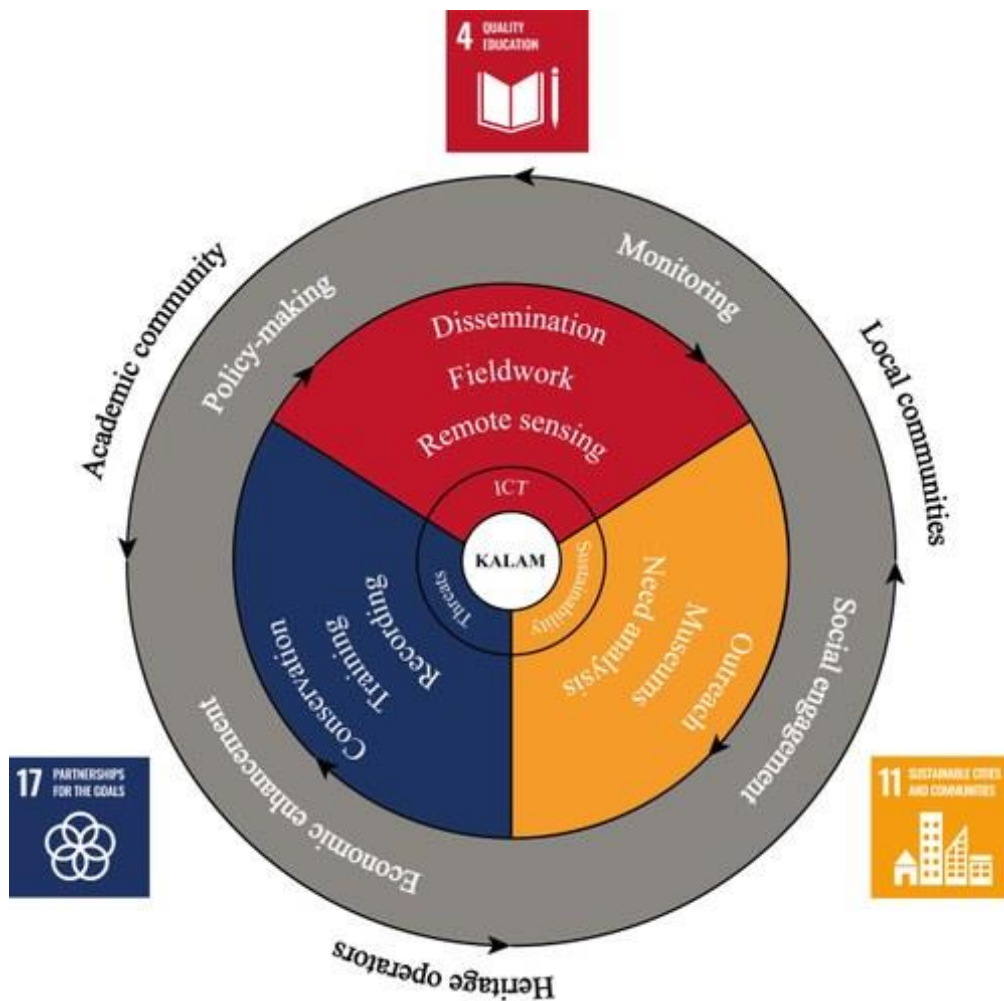 4 QUALITY
EDUCATION
Academic community
Local communities
Policy-making
Monitoring
Dissemination
Fieldwork
Remote sensing
ICT
KALAM
Threats
Sustainability
Recording
Training
Conservation
Need analysis
Museums
Outreach
Social engagement
Economic enhancement
Heritage operators
17 PARTNERSHIPS
FOR THE GOALS
11 SUSTAINABLE CITIES
AND COMMUNITIES